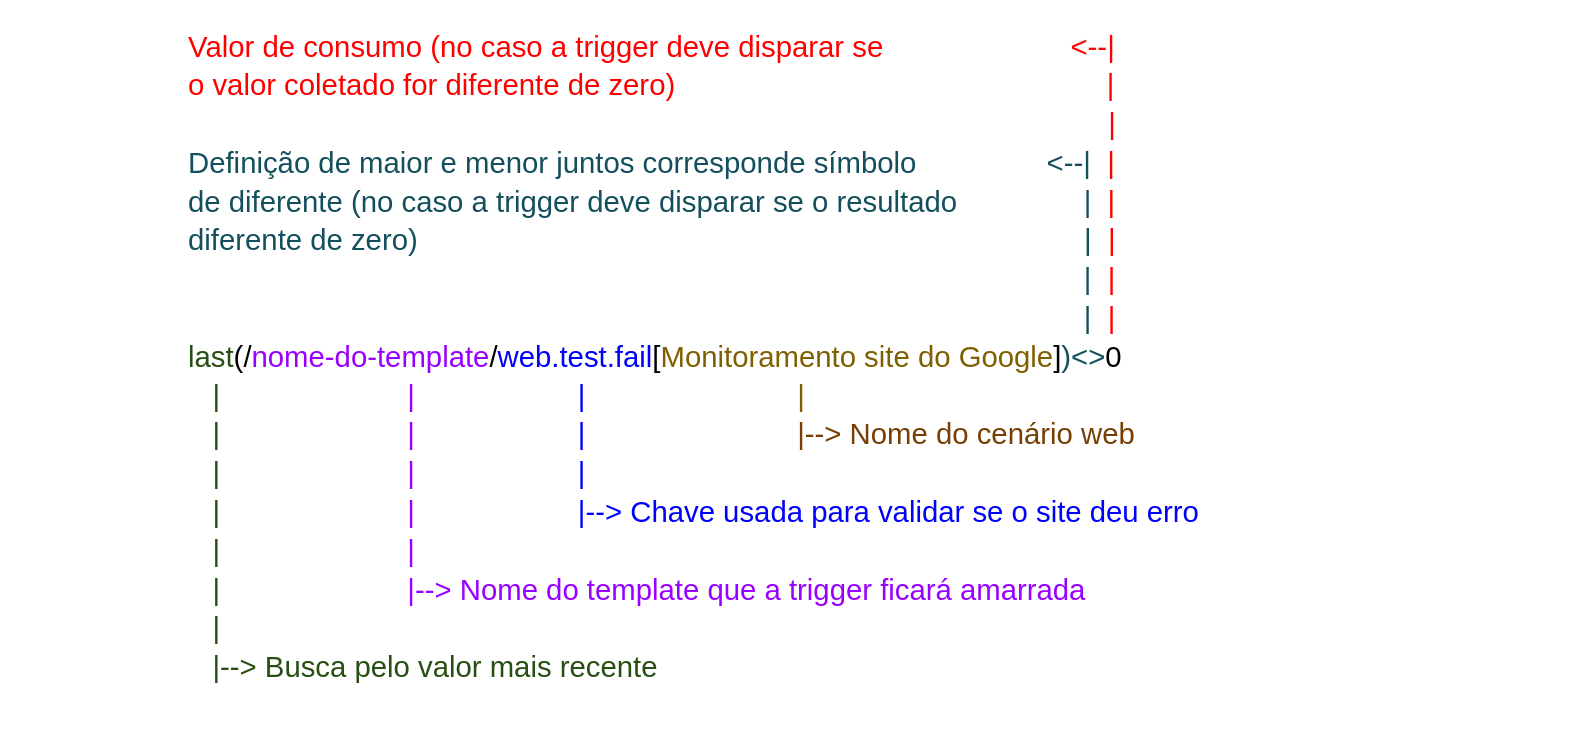 Valor de consumo (no caso a trigger deve disparar se <--|
o valor coletado for diferente de zero) |
|
Definição de maior e menor juntos corresponde símbolo <--| |
de diferente (no caso a trigger deve disparar se o resultado | |
diferente de zero) | |
| |
| |
last(/nome-do-template/web.test.fail[Monitoramento site do Google])<>0
| | | |
| | | |--> Nome do cenário web
| | |
| | |--> Chave usada para validar se o site deu erro
| |
| |--> Nome do template que a trigger ficará amarrada
|
|--> Busca pelo valor mais recente